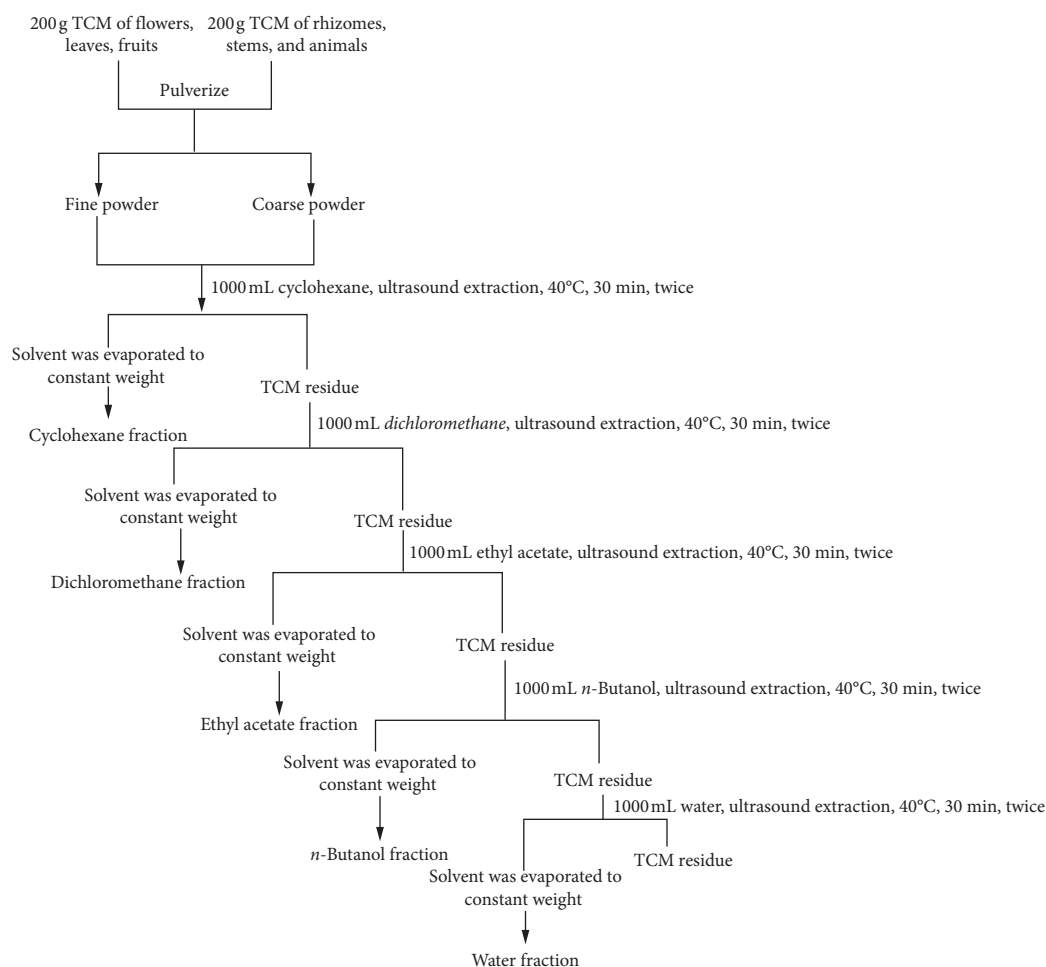 200 g TCM of flowers,
leaves, fruits
200 g TCM of rhizomes,
stems, and animals
Pulverize
Fine powder
Coarse powder
1000 mL cyclohexane, ultrasound extraction, 40°C, 30 min, twice
Solvent was evaporated to
constant weight
TCM residue
Cyclohexane fraction
1000 mL dichloromethane, ultrasound extraction, 40°C, 30 min, twice
Solvent was evaporated to
constant weight
TCM residue
Dichloromethane fraction
1000 mL ethyl acetate, ultrasound extraction, 40°C, 30 min, twice
Solvent was evaporated to
constant weight
TCM residue
Ethyl acetate fraction
1000 mL n-Butanol, ultrasound extraction, 40°C, 30 min, twice
Solvent was evaporated to
constant weight
TCM residue
n-Butanol fraction
1000 mL water, ultrasound extraction, 40°C, 30 min, twice
TCM residue
Solvent was evaporated to
constant weight
Water fraction